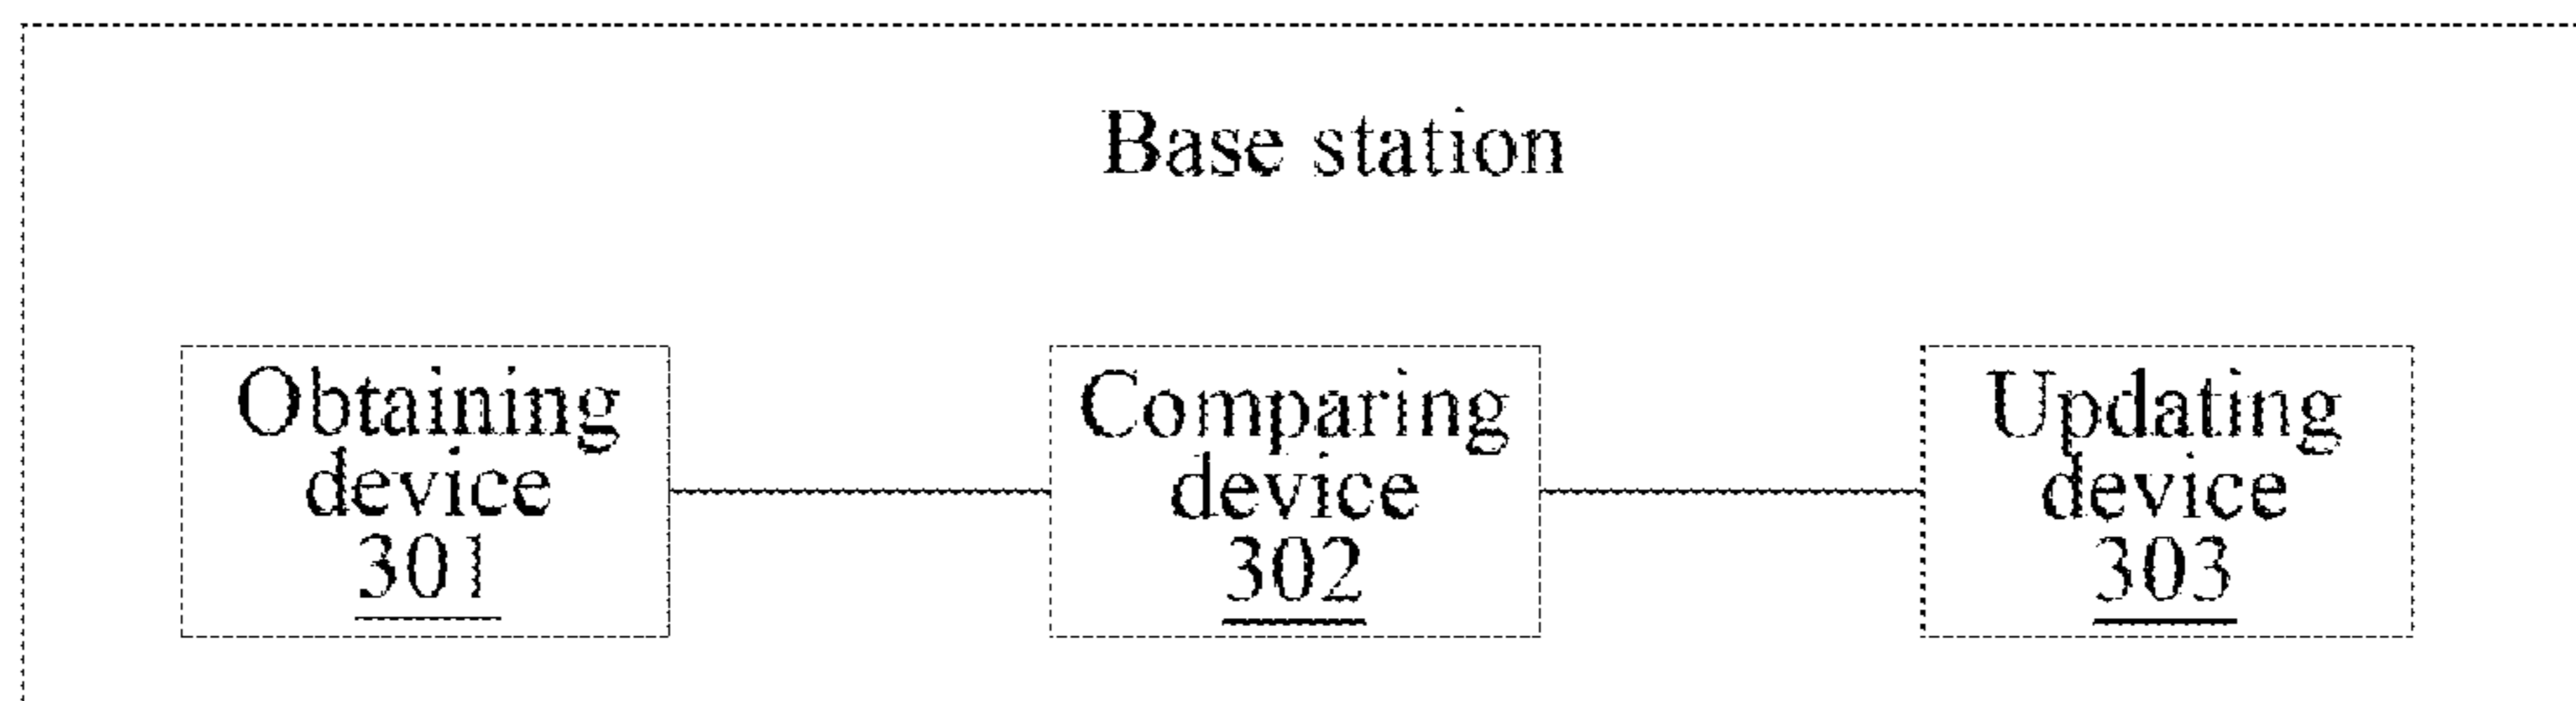 Base station
Obtaining
device
301
Comparing
device
302
Updating
device
303